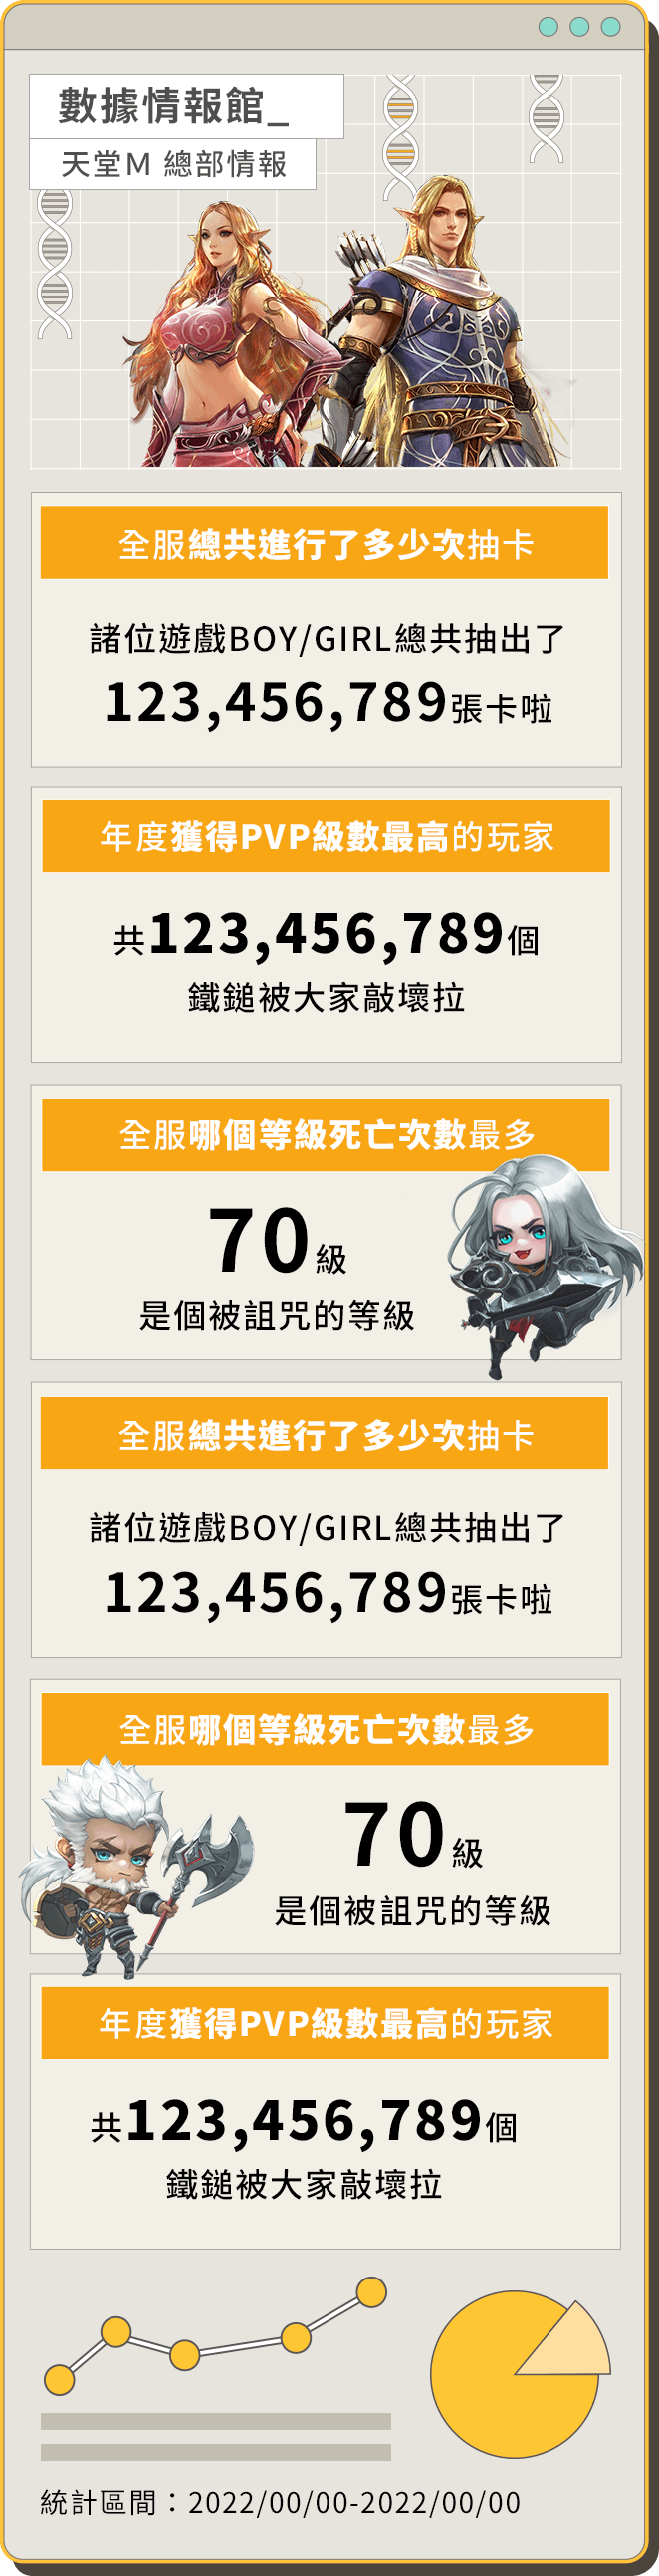 數據情報館_
天堂M 總部情報
全服總共進行了多少次抽卡
諸位遊戲BOY/GIRL總共抽出了
123,456,789張卡啦
年度獲得PVP級數最高的玩家
共123,456,789個
鐵鎚被大家敲壞拉
全服哪個等級死亡次數最多
70級
是個被詛咒的等級
全服總共進行了多少次抽卡
諸位遊戲BOY/GIRL總共抽出了
123,456,789張卡啦
全服哪個等級死亡次數最多
70級
是個被詛咒的等級
年度獲得PVP級數最高的玩家
共123,456,789個
鐵鎚被大家敲壞拉
統計區間：2022/00/00-2022/00/00